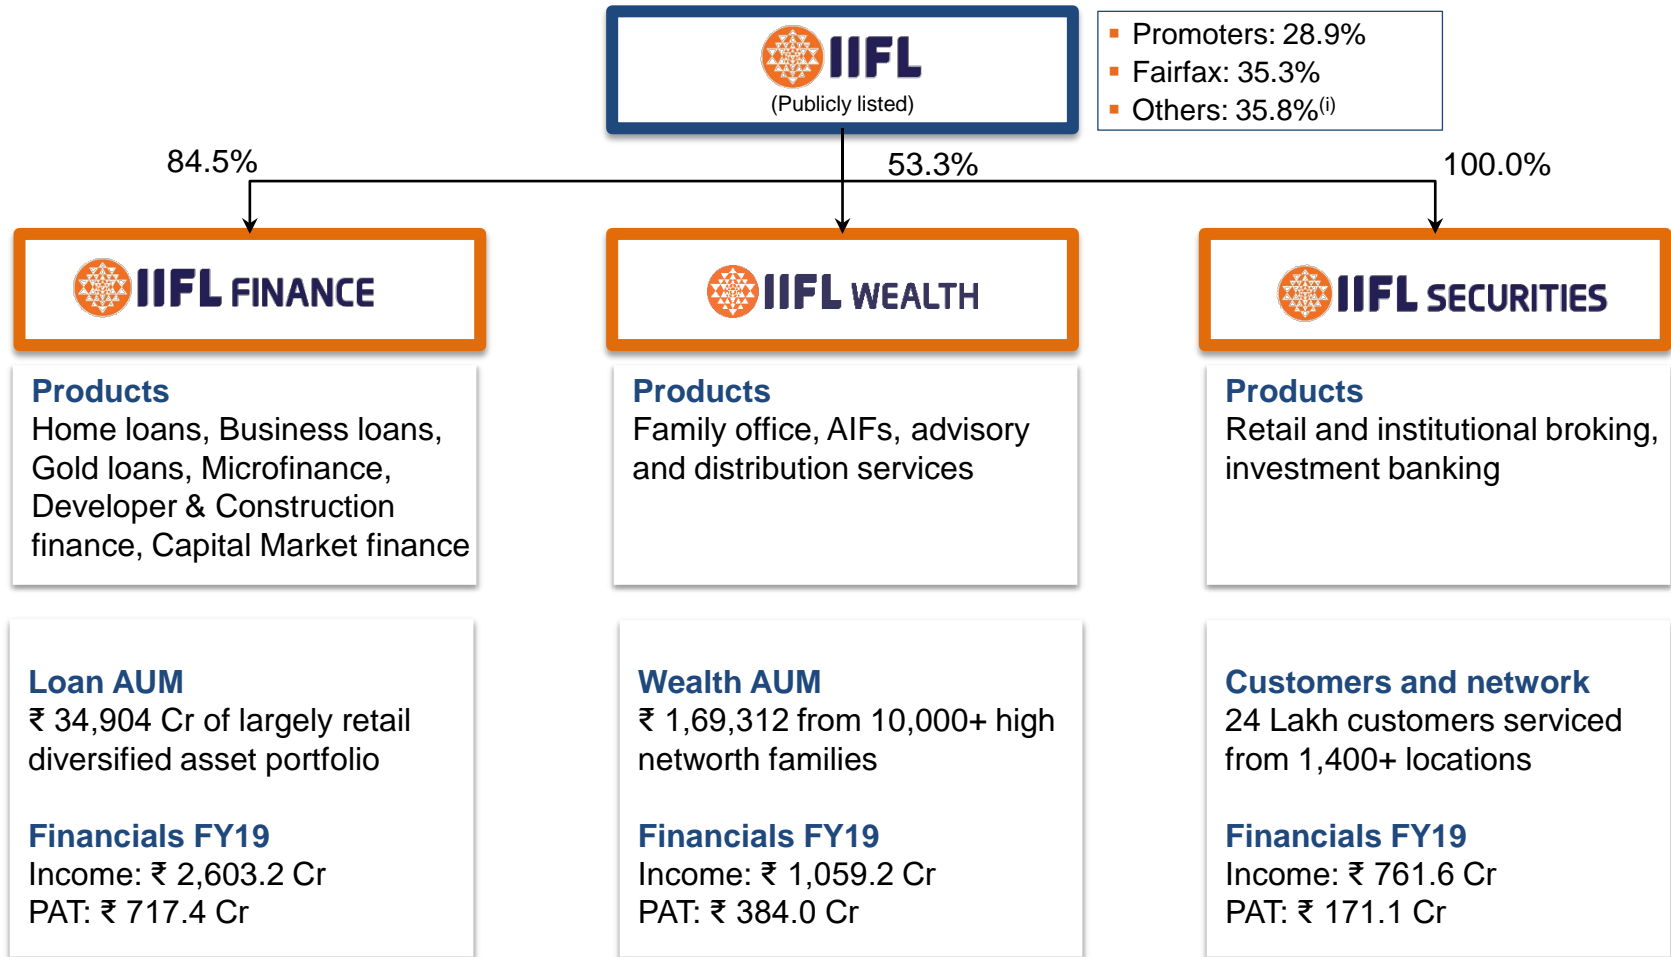 IIFL
(Publicly listed)
▪ Promoters: 28.9%
▪ Fairfax: 35.3%
▪ Others: 35.8%(i)
84.5%
53.3%
100.0%
IIFL FINANCE
IIFL WEALTH
IIFL SECURITIES
Products
Home loans, Business loans,
Gold loans, Microfinance,
Developer & Construction
finance, Capital Market finance
Products
Family office, AIFs, advisory
and distribution services
Products
Retail and institutional broking,
investment banking
Loan AUM
₹ 34,904 Cr of largely retail
diversified asset portfolio
Financials FY19
Income: ₹ 2,603.2 Cr
PAT: ₹ 717.4 Cr
Wealth AUM
₹ 1,69,312 from 10,000+ high
networth families
Financials FY19
Income: ₹ 1,059.2 Cr
PAT: ₹ 384.0 Cr
Customers and network
24 Lakh customers serviced
from 1,400+ locations
Financials FY19
Income: ₹ 761.6 Cr
PAT: ₹ 171.1 Cr